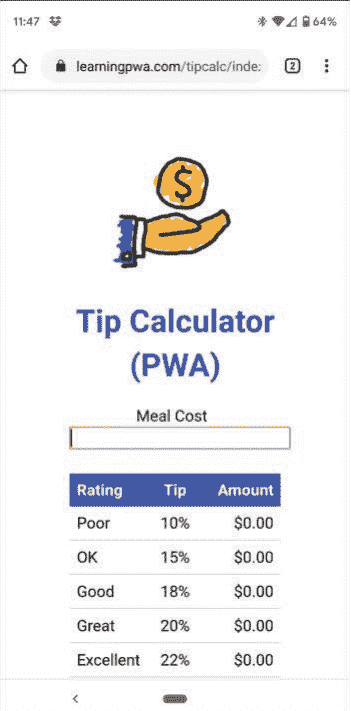 11:47 64%
learningpwa.com/tipcalc/inde: 2
$
Tip Calculator
(PWA)
Meal Cost
Rating Tip Amount
Poor 10% $0.00
OK 15% $0.00
Good 18% $0.00
Great 20% $0.00
Excellent 22% $0.00